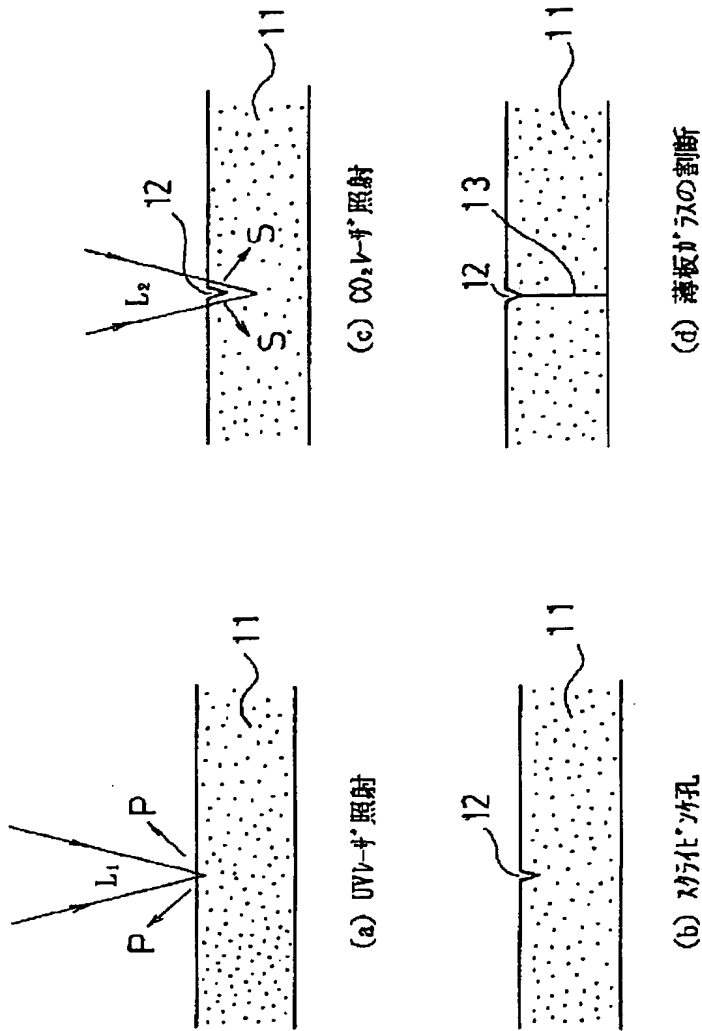 L₁
P P
11
(a) UVﾚｰｻﾞ照射
12
11
(b) ｽｸﾗｲﾋﾞﾝｸﾞ孔
L₂
12
S S
11
(c) CO₂ﾚｰｻﾞ照射
12 13
11
(d) 薄板ｶﾞﾗｽの割断